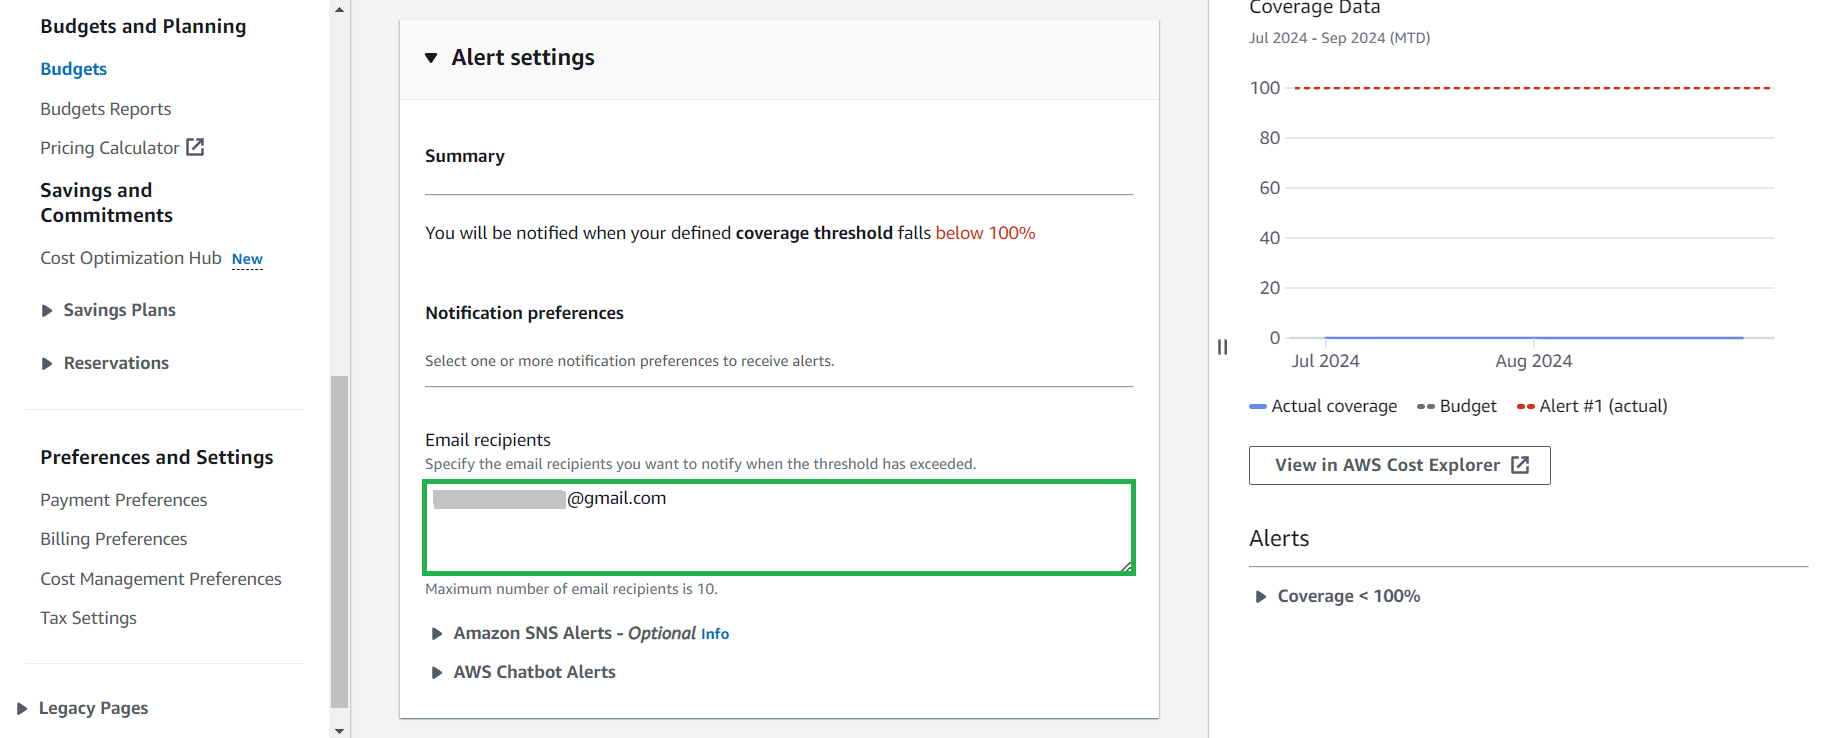 Budgets and Planning
Budgets
Budgets Reports
Pricing Calculator
Savings and
Commitments
Cost Optimization Hub New
Savings Plans
Reservations
Preferences and Settings
Payment Preferences
Billing Preferences
Cost Management Preferences
Tax Settings
Legacy Pages
Alert settings
Summary
You will be notified when your defined coverage threshold falls below 100%
Notification preferences
Select one or more notification preferences to receive alerts.
Email recipients
Specify the email recipients you want to notify when the threshold has exceeded.
@gmail.com
Maximum number of email recipients is 10.
Amazon SNS Alerts - Optional Info
AWS Chatbot Alerts
Coverage Data
Jul 2024 - Sep 2024 (MTD)
100
80
60
40
20
0
Jul 2024 Aug 2024
Actual coverage Budget Alert #1 (actual)
View in AWS Cost Explorer
Alerts
Coverage < 100%